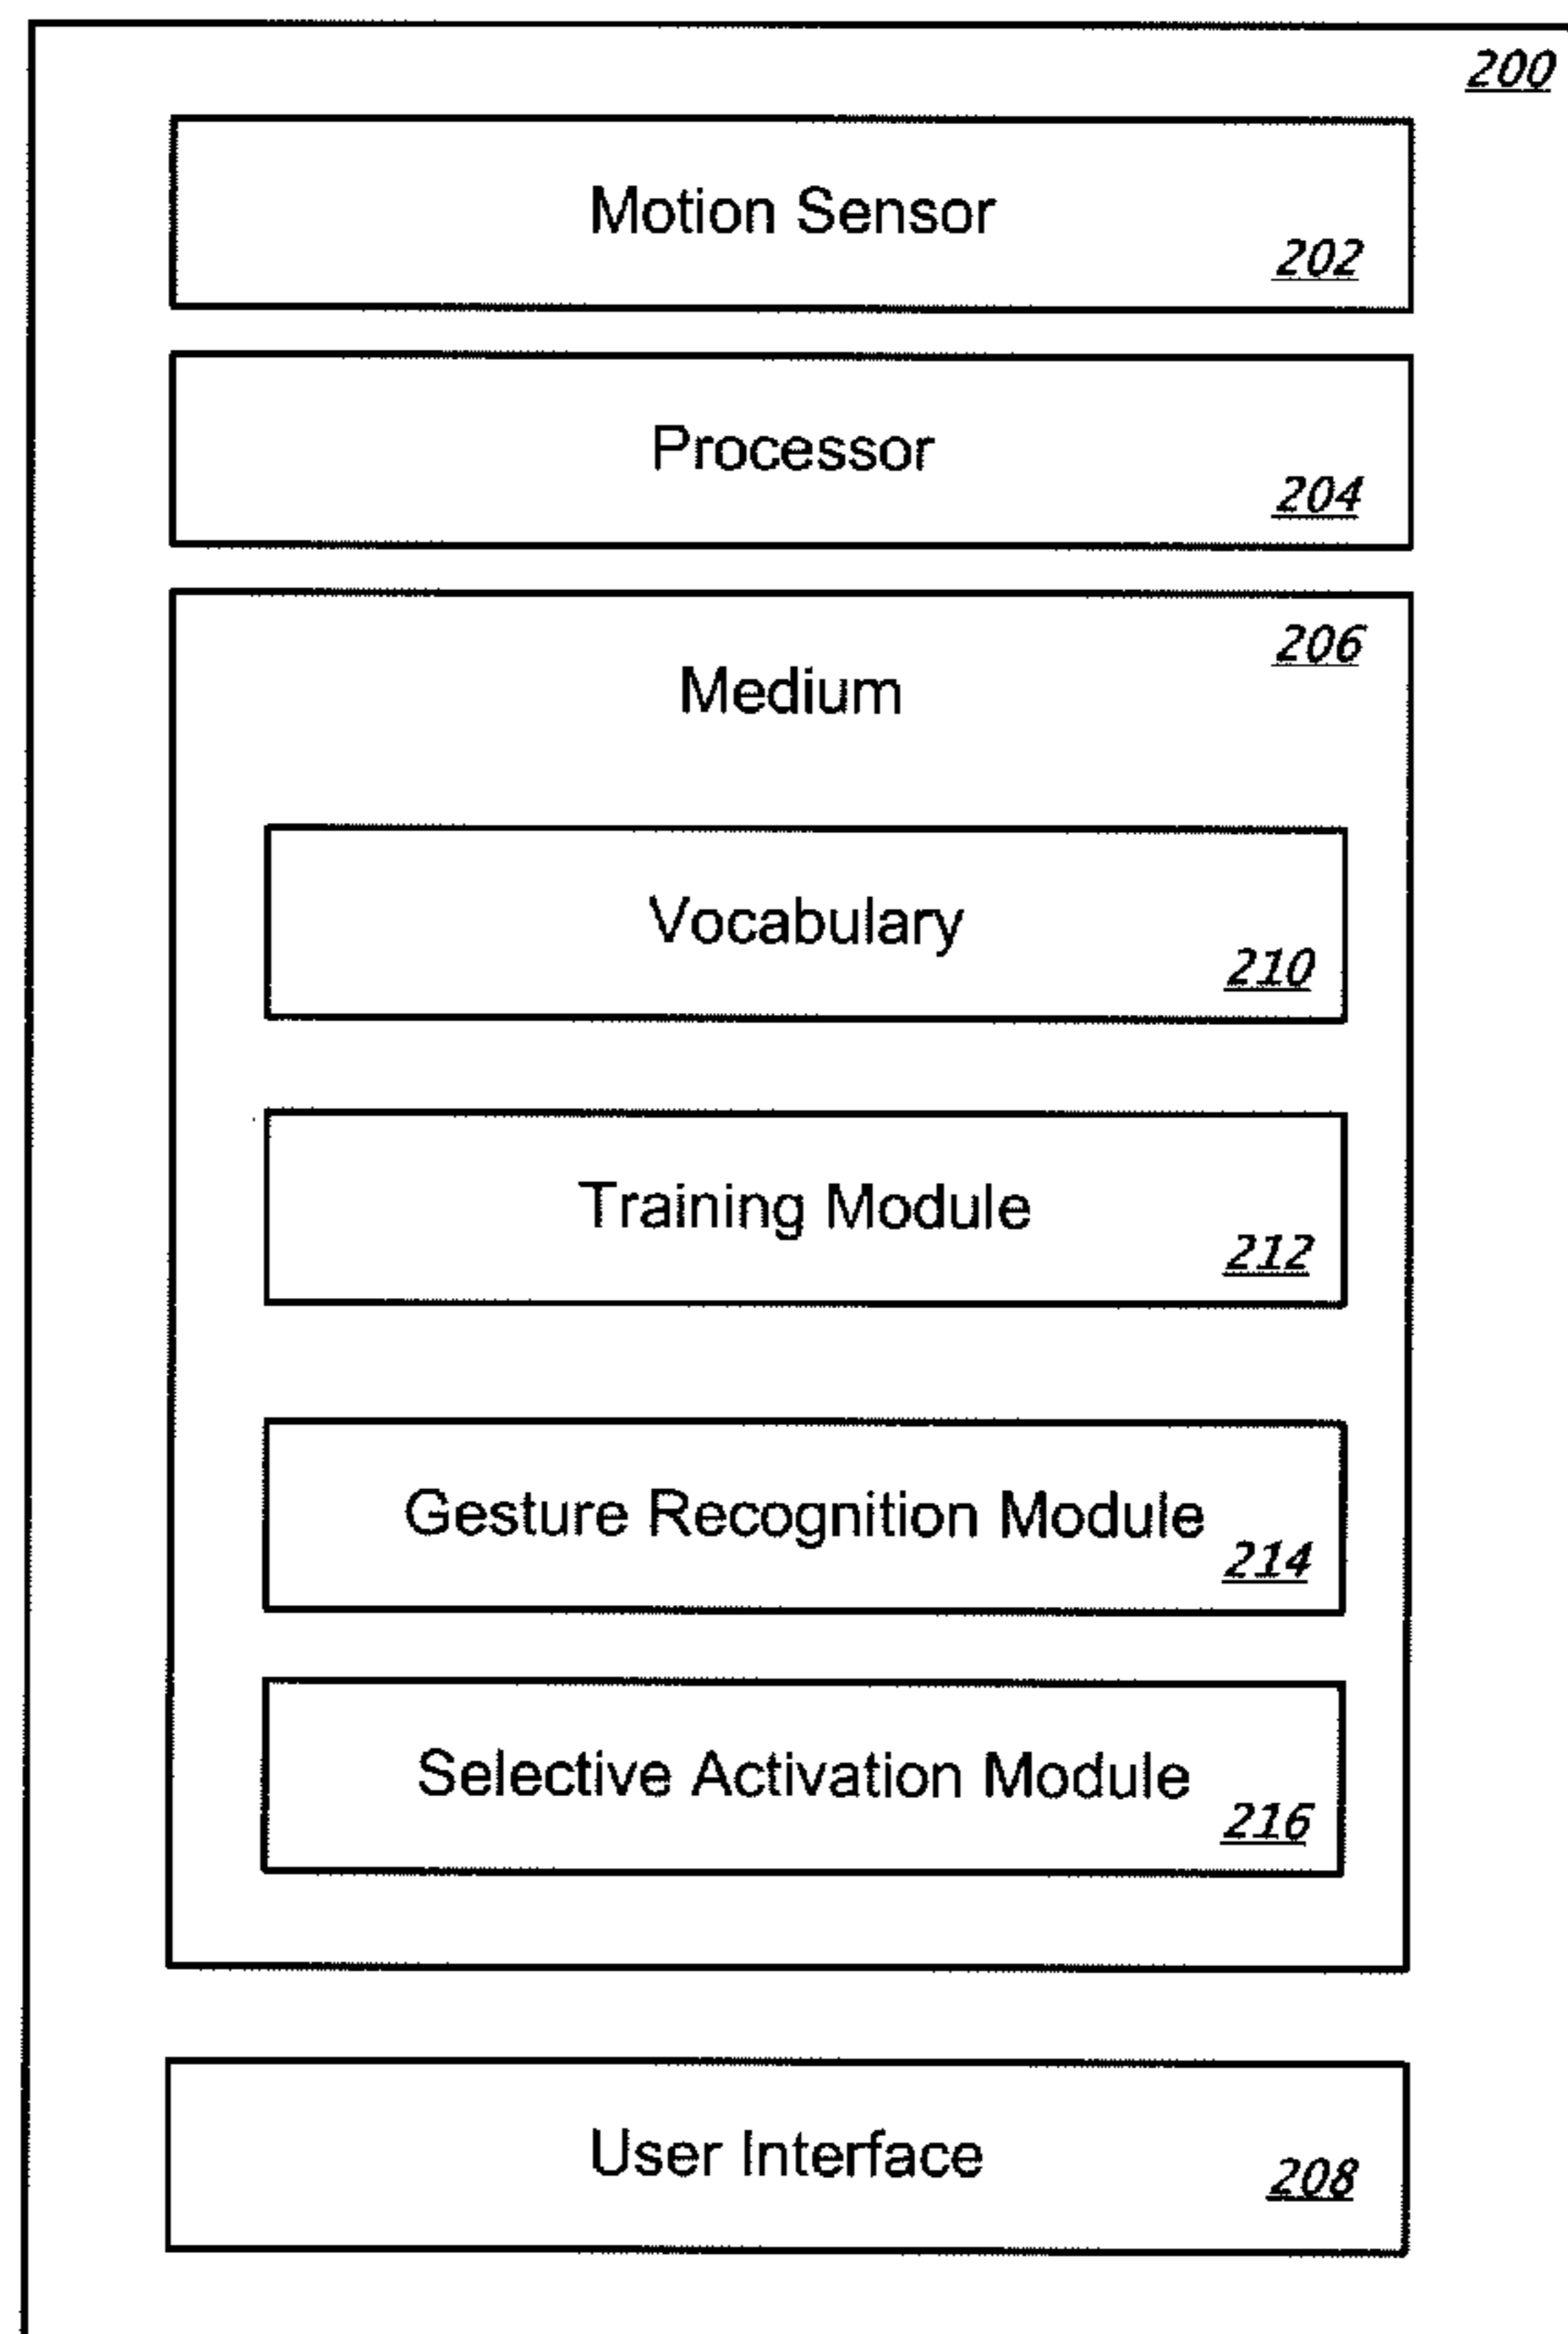 200
Motion Sensor
202
Processor
204
206
Medium
Vocabulary
210
Training Module
212
Gesture Recognition Module
214
Selective Activation Module
216
User Interface
208